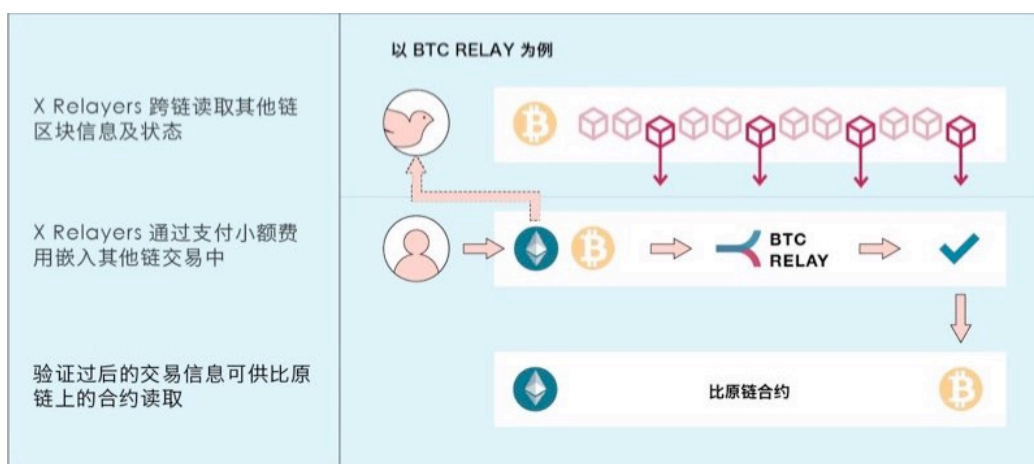 以 BTC RELAY 为例
X Relayers 跨链读取其他链
区块信息及状态
X Relayers 通过支付小额费
用嵌入其他链交易中
BTC
RELAY
验证过后的交易信息可供比原
链上的合约读取
比原链合约